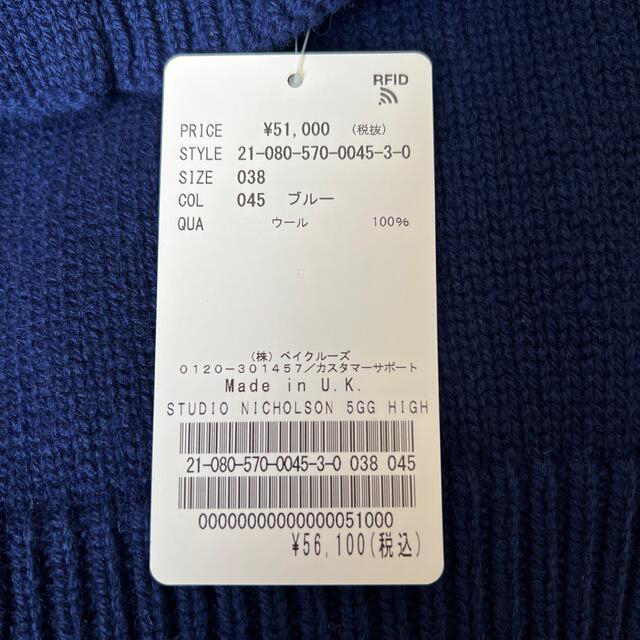 RFID
PRICE ¥51,000 (税抜)
STYLE 21-080-570-0045-3-0
SIZE 038
COL 045 ブルー
QUA ウール 100%
(株) ベイクルーズ
0120-301457/カスタマーサポート
Made in U.K.
STUDIO NICHOLSON 5GG HIGH
21-080-570-0045-3-0 038 045
000000000000000051000
¥56,100(税込)